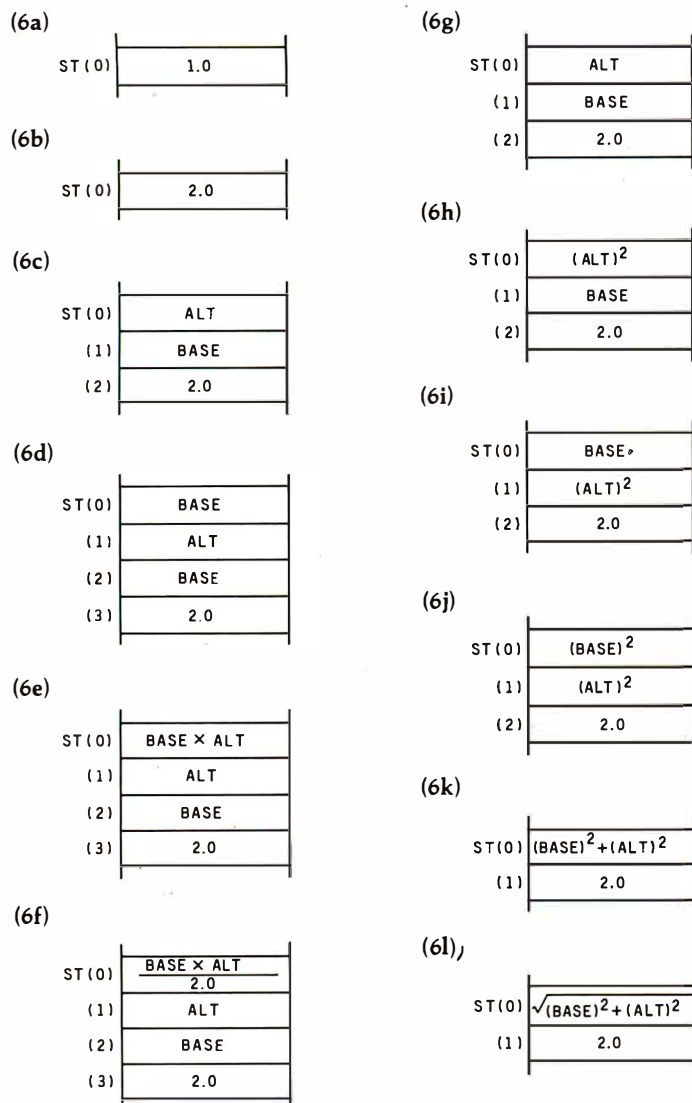 (6a)
ST(0) 1.0
(6b)
ST(0) 2.0
(6c)
ST(0) ALT
(1) BASE
(2) 2.0
(6d)
ST(0) BASE
(1) ALT
(2) BASE
(3) 2.0
(6e)
ST(0) BASE × ALT
(1) ALT
(2) BASE
(3) 2.0
(6f)
BASE × ALT
ST(0)
2.0
(1) ALT
(2) BASE
(3) 2.0
(6g)
ST(0) ALT
(1) BASE
(2) 2.0
(6h)
ST(0) (ALT)²
(1) BASE
(2) 2.0
(6i)
ST(0) BASE
(1) (ALT)²
(2) 2.0
(6j)
ST(0) (BASE)²
(1) (ALT)²
(2) 2.0
(6k)
ST(0) (BASE)²+(ALT)²
(1) 2.0
(6l)
ST(0) √(BASE)²+(ALT)²
(1) 2.0